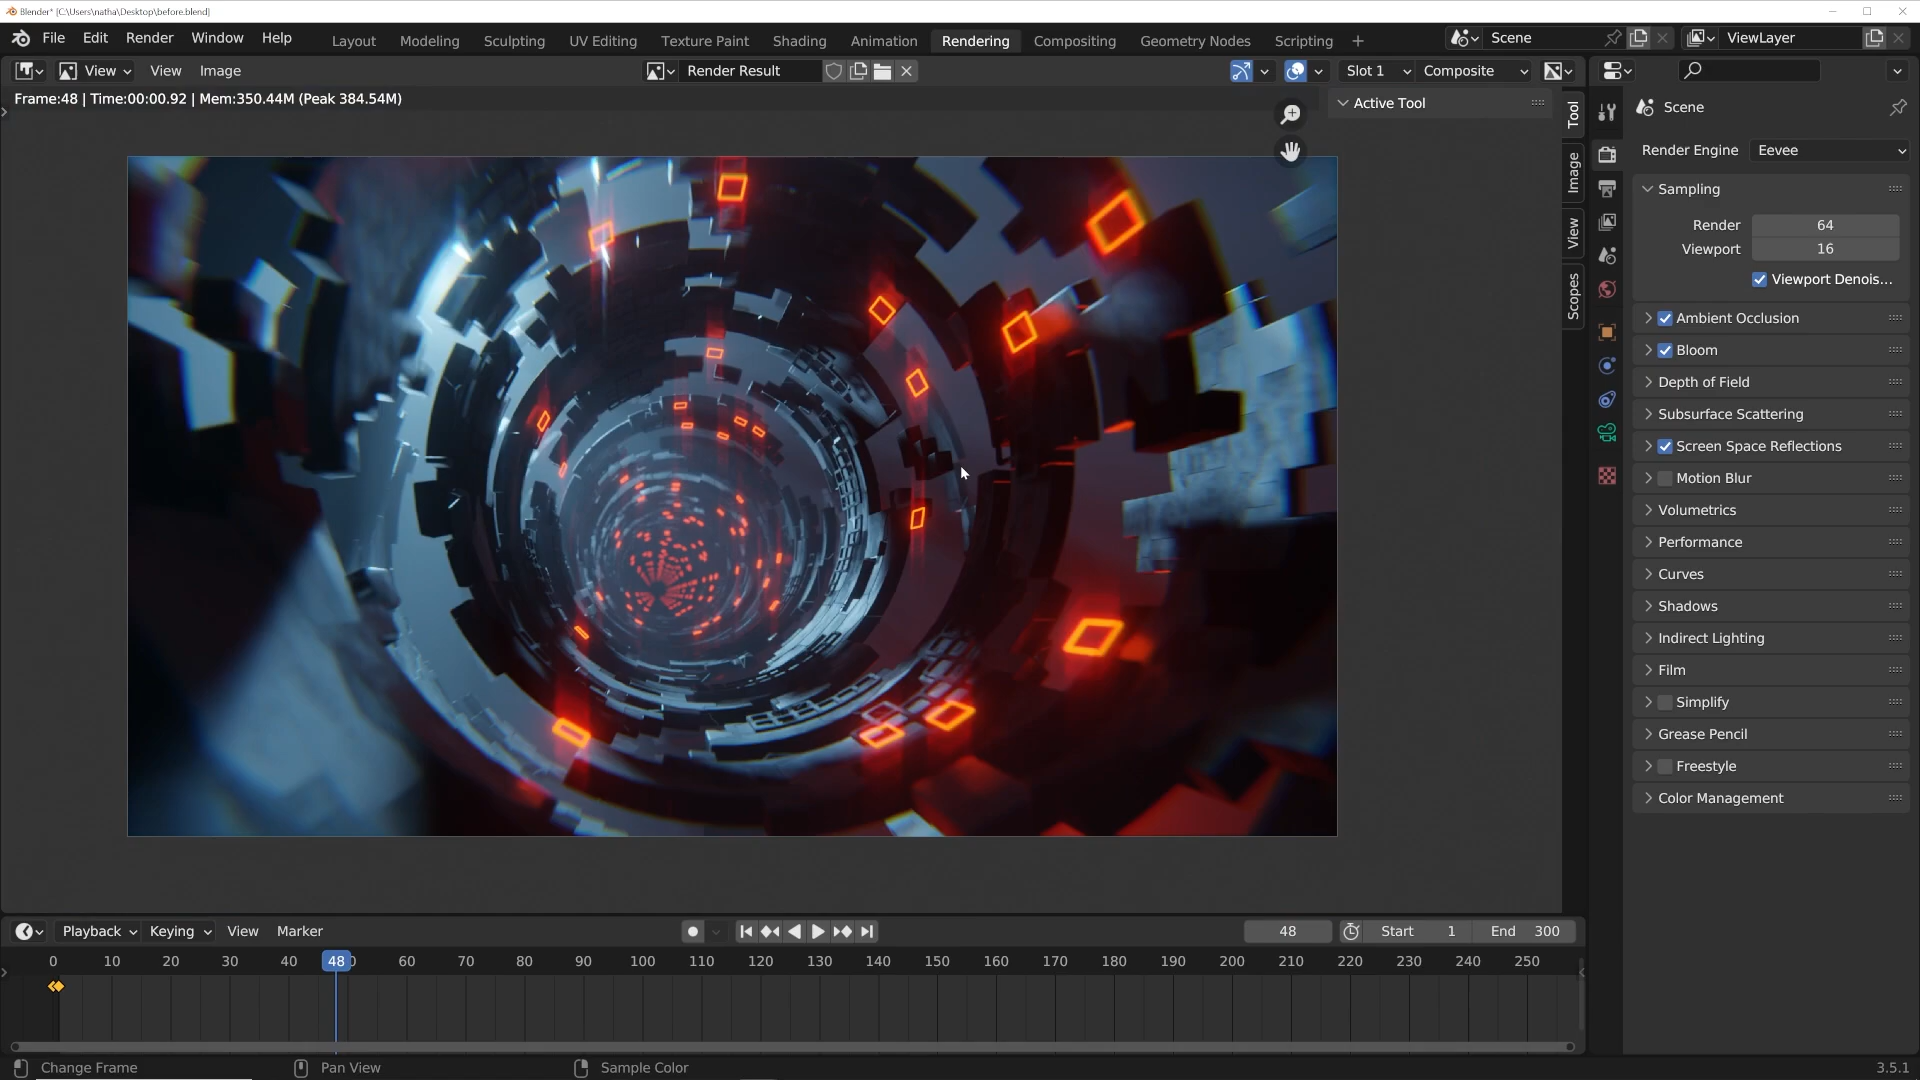 Blender* [C:\Users\natha\Desktop\before.blend]
File Edit Render Window Help Layout Modeling Sculpting UV Editing Texture Paint Shading Animation Rendering Compositing Geometry Nodes Scripting + Scene ViewLayer
View View Image Render Result Slot 1 Composite
Frame:48 | Time:00:00.92 | Mem:350.44M (Peak 384.54M)
Active Tool
Tool
Image
View
Scopes
Scene
Render Engine Eevee
Sampling
Render 64
Viewport 16
Viewport Denois...
Ambient Occlusion
Bloom
Depth of Field
Subsurface Scattering
Screen Space Reflections
Motion Blur
Volumetrics
Performance
Curves
Shadows
Indirect Lighting
Film
Simplify
Grease Pencil
Freestyle
Color Management
Playback Keying View Marker 48 Start 1 End 300
0 10 20 30 40 48 60 70 80 90 100 110 120 130 140 150 160 170 180 190 200 210 220 230 240 250
Change Frame Pan View Sample Color 3.5.1